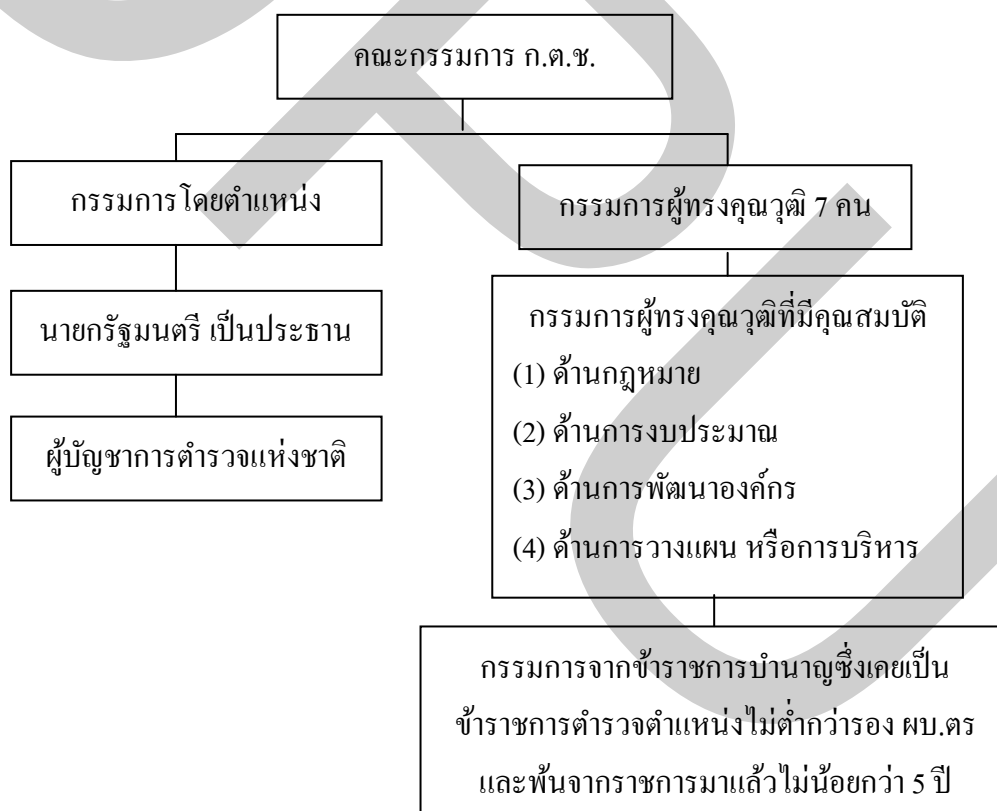 คณะกรรมการ ก.ต.ช.
กรรมการโดยตำแหน่ง
นายกรัฐมนตรี เป็นประธาน
ผู้บัญชาการตำรวจแห่งชาติ
กรรมการผู้ทรงคุณวุฒิ 7 คน
กรรมการผู้ทรงคุณวุฒิที่มีคุณสมบัติ
(1) ด้านกฎหมาย
(2) ด้านการงบประมาณ
(3) ด้านการพัฒนาองค์กร
(4) ด้านการวางแผน หรือการบริหาร
กรรมการจากข้าราชการบำนาญซึ่งเคยเป็น
ข้าราชการตำรวจตำแหน่งไม่ต่ำกว่ารอง ผบ.ตร
และพ้นจากราชการมาแล้วไม่น้อยกว่า 5 ปี